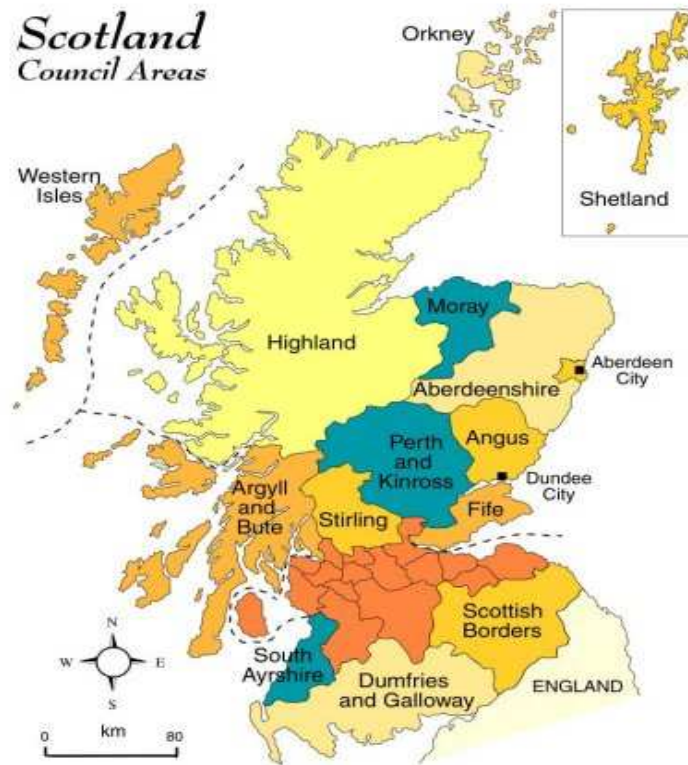 Scotland
Council Areas
Orkney
Western
Isles
Shetland
Moray
Highland
Aberdeen
City
Aberdeenshire
Perth
and
Kinross
Angus
Dundee
City
Argyll
and
Bute
Stirling
Fife
Scottish
Borders
South
Ayrshire
Dumfries
and Galloway
ENGLAND
N
W
E
S
km
0
80